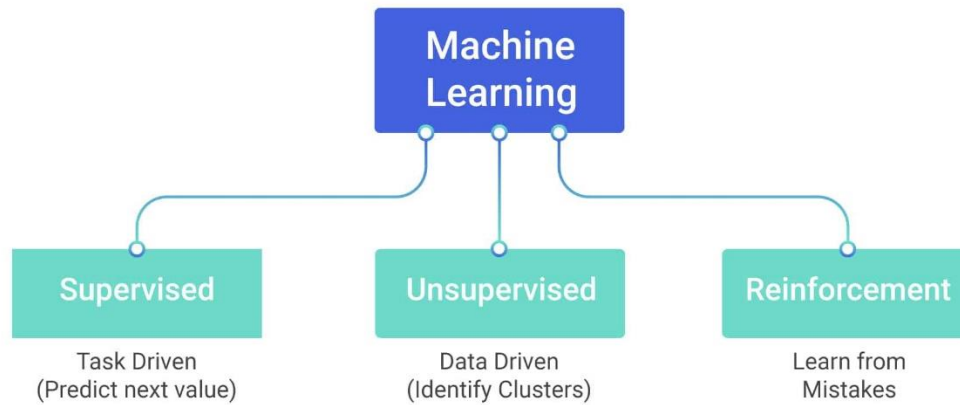 Machine
Learning
Supervised
Unsupervised
Reinforcement
Task Driven
(Predict next value)
Data Driven
(Identify Clusters)
Learn from
Mistakes